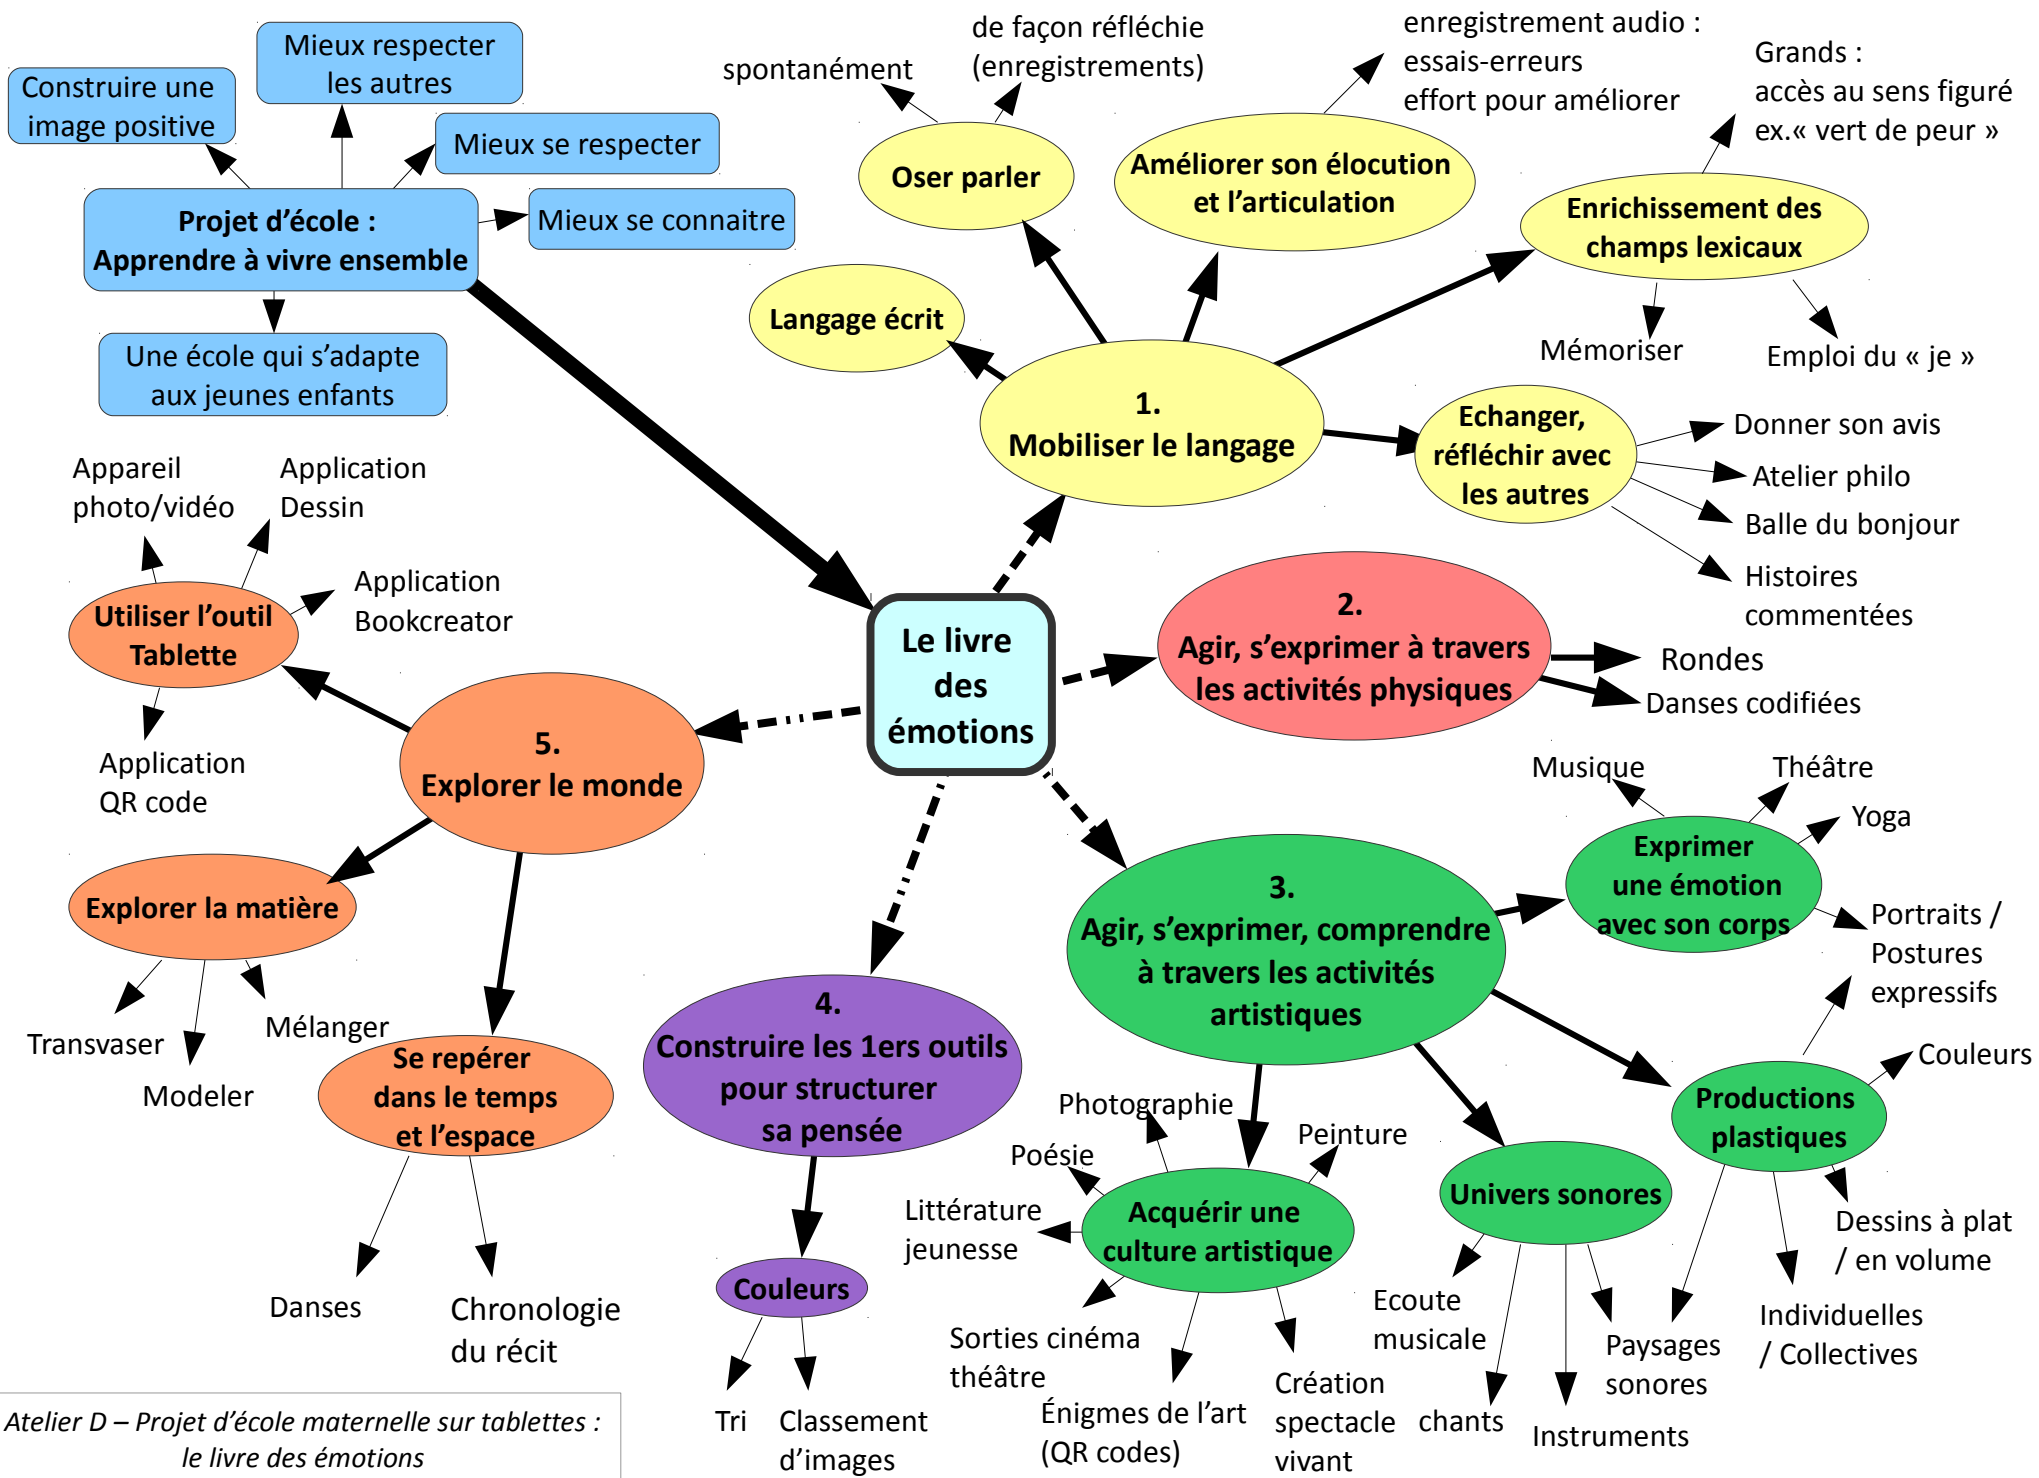 Construire une
image positive
Mieux respecter
les autres
Mieux se respecter
Mieux se connaitre
Projet d'école :
Apprendre à vivre ensemble
Une école qui s'adapte
aux jeunes enfants
spontanément
de façon réfléchie
(enregistrements)
enregistrement audio :
essais-erreurs
effort pour améliorer
Grands :
accès au sens figuré
ex.« vert de peur »
Oser parler
Améliorer son élocution
et l'articulation
Enrichissement des
champs lexicaux
Langage écrit
Mémoriser
Emploi du « je »
1.
Mobiliser le langage
Echanger,
réfléchir avec
les autres
Donner son avis
Atelier philo
Balle du bonjour
Histoires
commentées
Appareil
photo/vidéo
Application
Dessin
Application
Bookcreator
Utiliser l'outil
Tablette
Application
QR code
Le livre
des
émotions
2.
Agir, s'exprimer à travers
les activités physiques
Rondes
Danses codifiées
5.
Explorer le monde
Explorer la matière
Transvaser
Modeler
Mélanger
Se repérer
dans le temps
et l'espace
Danses
Chronologie
du récit
4.
Construire les 1ers outils
pour structurer
sa pensée
Couleurs
Tri
Classement
d'images
3.
Agir, s'exprimer, comprendre
à travers les activités
artistiques
Musique
Théâtre
Yoga
Exprimer
une émotion
avec son corps
Portraits /
Postures
expressifs
Couleurs
Productions
plastiques
Dessins à plat
/ en volume
Individuelles
/ Collectives
Univers sonores
Ecoute
musicale
chants
Instruments
Paysages
sonores
Photographie
Peinture
Poésie
Littérature
jeunesse
Acquérir une
culture artistique
Sorties cinéma
théâtre
Énigmes de l'art
(QR codes)
Création
spectacle
vivant
Atelier D – Projet d'école maternelle sur tablettes :
le livre des émotions